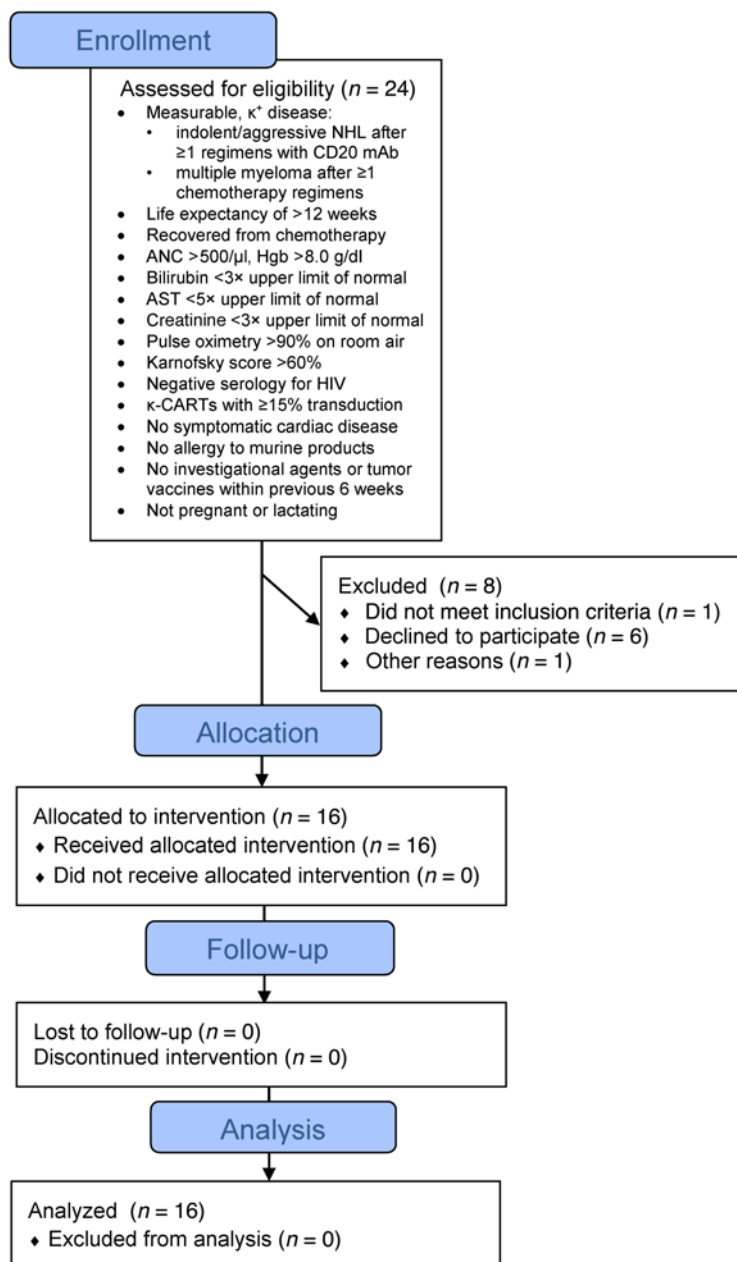 Enrollment
Assessed for eligibility (n = 24)
• Measurable, κ⁺ disease:
• indolent/aggressive NHL after
≥1 regimens with CD20 mAb
• multiple myeloma after ≥1
chemotherapy regimens
• Life expectancy of >12 weeks
• Recovered from chemotherapy
• ANC >500/µl, Hgb >8.0 g/dl
• Bilirubin <3× upper limit of normal
• AST <5× upper limit of normal
• Creatinine <3× upper limit of normal
• Pulse oximetry >90% on room air
• Karnofsky score >60%
• Negative serology for HIV
• κ-CARTs with ≥15% transduction
• No symptomatic cardiac disease
• No allergy to murine products
• No investigational agents or tumor
vaccines within previous 6 weeks
• Not pregnant or lactating
Excluded (n = 8)
♦ Did not meet inclusion criteria (n = 1)
♦ Declined to participate (n = 6)
♦ Other reasons (n = 1)
Allocation
Allocated to intervention (n = 16)
♦ Received allocated intervention (n = 16)
♦ Did not receive allocated intervention (n = 0)
Follow-up
Lost to follow-up (n = 0)
Discontinued intervention (n = 0)
Analysis
Analyzed (n = 16)
♦ Excluded from analysis (n = 0)